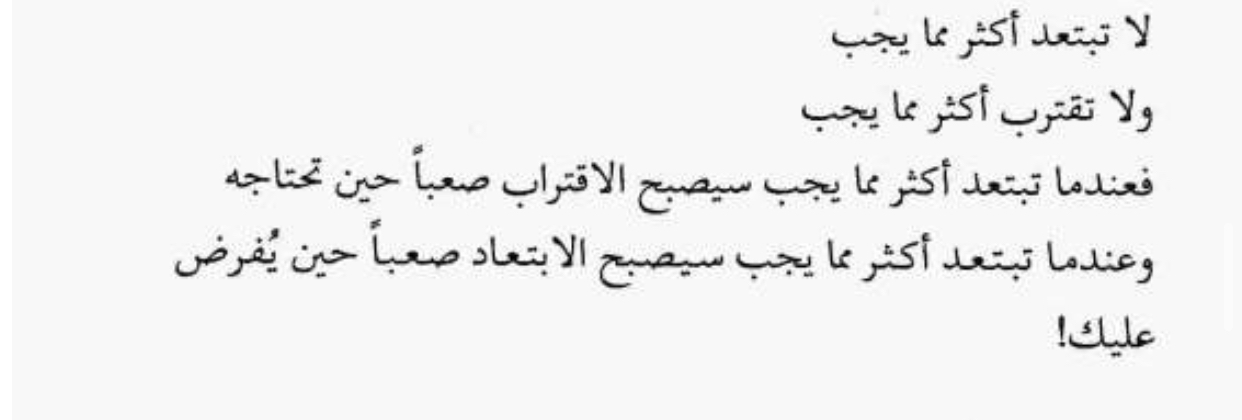 لا تبتعد أكثر مما يجب
ولا تقترب أكثر مما يجب
فعندما تبتعد أكثر مما يجب سيصبح الاقتراب صعباً حين تحتاجه
وعندما تبتعد أكثر مما يجب سيصبح الابتعاد صعباً حين يُفرض
عليك!